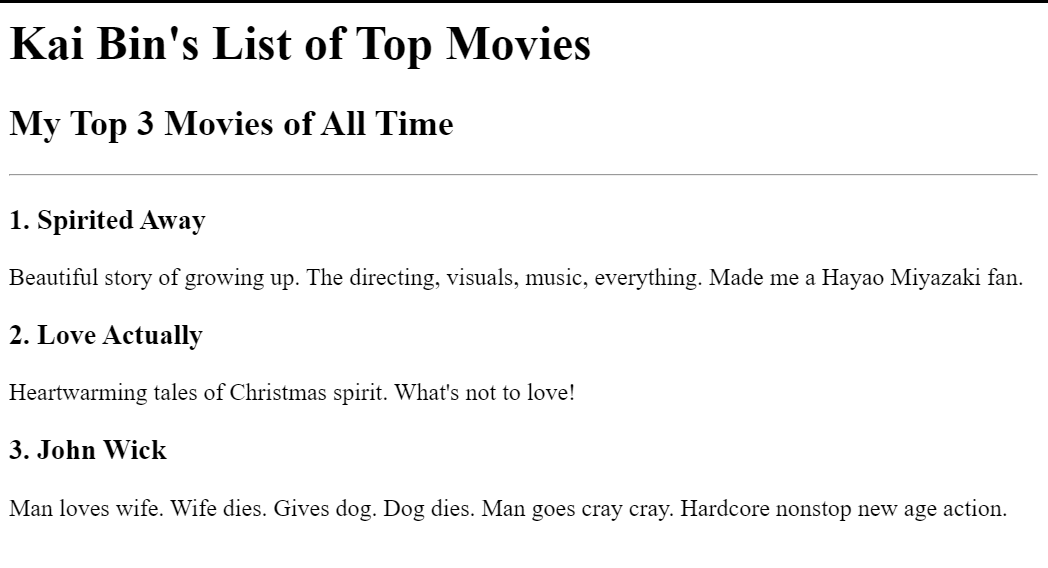 Kai Bin's List of Top Movies
My Top 3 Movies of All Time
1. Spirited Away
Beautiful story of growing up. The directing, visuals, music, everything. Made me a Hayao Miyazaki fan.
2. Love Actually
Heartwarming tales of Christmas spirit. What's not to love!
3. John Wick
Man loves wife. Wife dies. Gives dog. Dog dies. Man goes cray cray. Hardcore nonstop new age action.